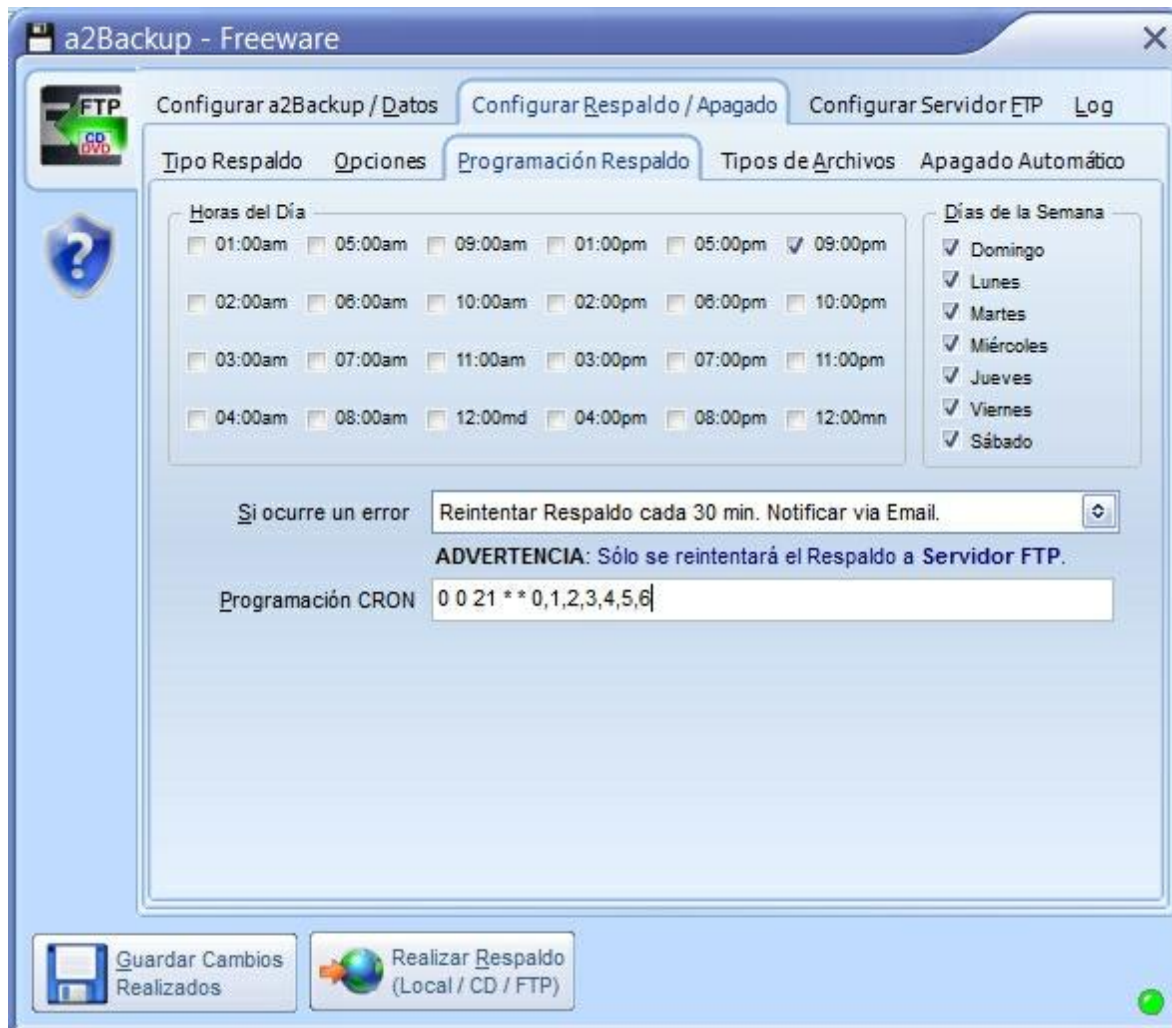 a2Backup - Freeware
FTP
CD
DVD
Configurar a2Backup / Datos Configurar Respaldo / Apagado Configurar Servidor FTP Log
Tipo Respaldo Opciones Programación Respaldo Tipos de Archivos Apagado Automático
Horas del Día Días de la Semana
01:00am 05:00am 09:00am 01:00pm 05:00pm 09:00pm
02:00am 06:00am 10:00am 02:00pm 06:00pm 10:00pm
03:00am 07:00am 11:00am 03:00pm 07:00pm 11:00pm
04:00am 08:00am 12:00md 04:00pm 08:00pm 12:00mn
Domingo
Lunes
Martes
Miércoles
Jueves
Viernes
Sábado
Si ocurre un error Reintentar Respaldo cada 30 min. Notificar via Email.
ADVERTENCIA: Sólo se reintentará el Respaldo a Servidor FTP.
Programación CRON 0 0 21 * * 0,1,2,3,4,5,6
Guardar Cambios
Realizados
Realizar Respaldo
(Local / CD / FTP)